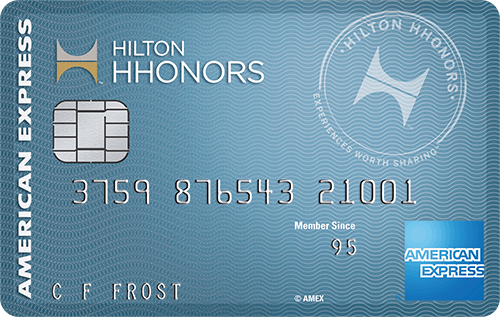 AMERICAN EXPRESS
HILTON
HHONORS
HILTON HHONORS
EXPERIENCES WORTH SHARING
3759 876543 21001
Member Since
95
AMERICAN
EXPRESS
C F FROST
© AMEX